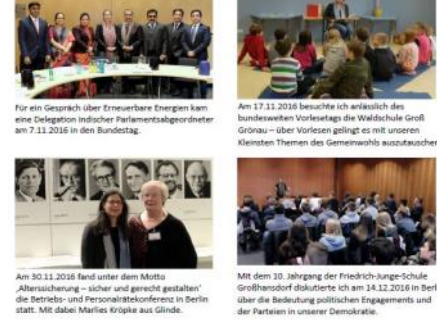 Für ein Gespräch über Erneuerbare Energien kam
eine Delegation indischer Parlamentsabgeordneter
am 7.11.2016 in den Bundestag.
Am 17.11.2016 besuchte ich anlässlich des
bundesweiten Vorlesetags die Waldschule Groß
Grönau – über Vorlesen gelingt es mit unseren
Kleinsten Themen des Gemeinwohls auszutauschen
Am 30.11.2016 fand unter dem Motto
‚Alterssicherung – sicher und gerecht gestalten'
die Betriebs- und Personalrätekonferenz in Berlin
statt. Mit dabei Marlies Kröpke aus Glinde.
Mit dem 10. Jahrgang der Friedrich-Junge-Schule
Großhansdorf diskutierte ich am 14.12.2016 in Berl
über die Bedeutung politischen Engagements und
der Parteien in unserer Demokratie.